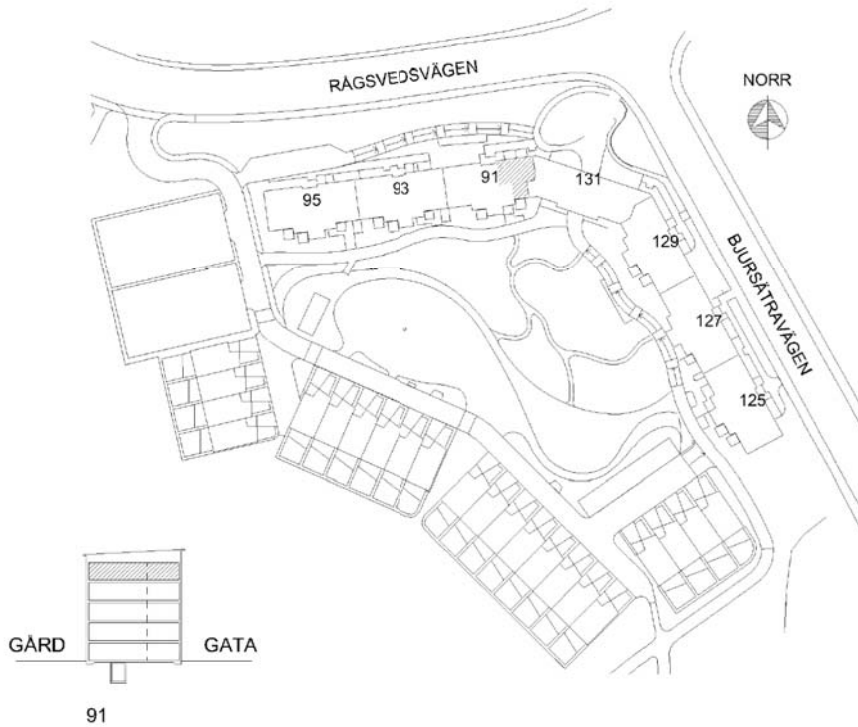 RÅGSVEDSVÄGEN
NORR
95
93
91
131
129
BJURSÄTRAVÄGEN
127
125
GÅRD
GATA
91